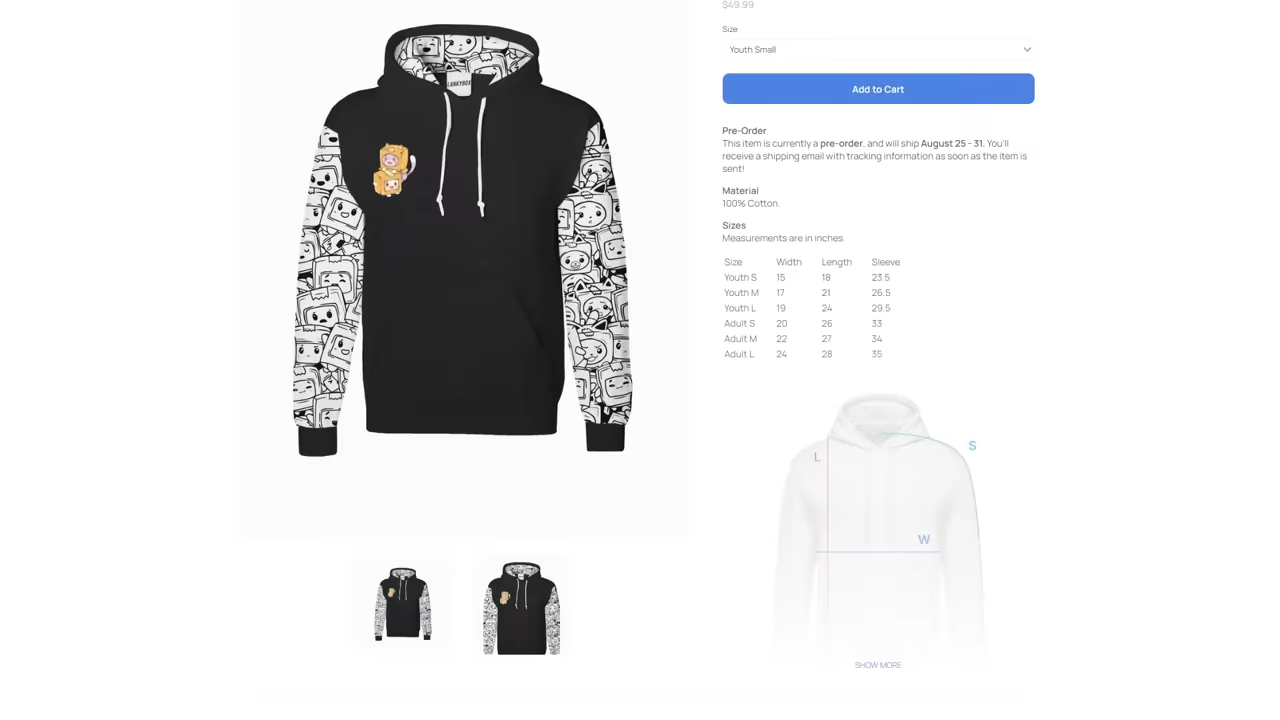 $49.99
Size
Youth Small
Add to Cart
LANKYBOX
Pre-Order
This item is currently a pre-order, and will ship August 25 - 31. You'll
receive a shipping email with tracking information as soon as the item is
sent!
Material
100% Cotton.
Sizes
Measurements are in inches.
Size Width Length Sleeve
Youth S 15 18 23.5
Youth M 17 21 26.5
Youth L 19 24 29.5
Adult S 20 26 33
Adult M 22 27 34
Adult L 24 28 35
L
S
W
SHOW MORE